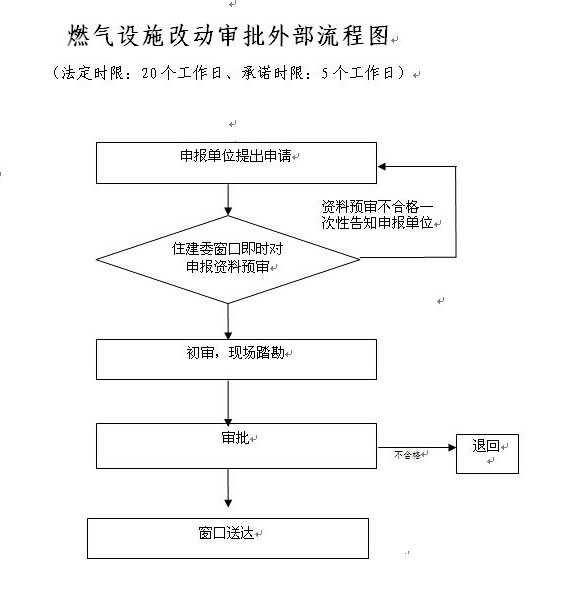 燃气设施改动审批外部流程图
（法定时限：20个工作日、承诺时限：5个工作日）
申报单位提出申请
资料预审不合格一
次性告知申报单位
住建委窗口即时对
申报资料预审
初审，现场踏勘
审批
不合格
退回
窗口送达